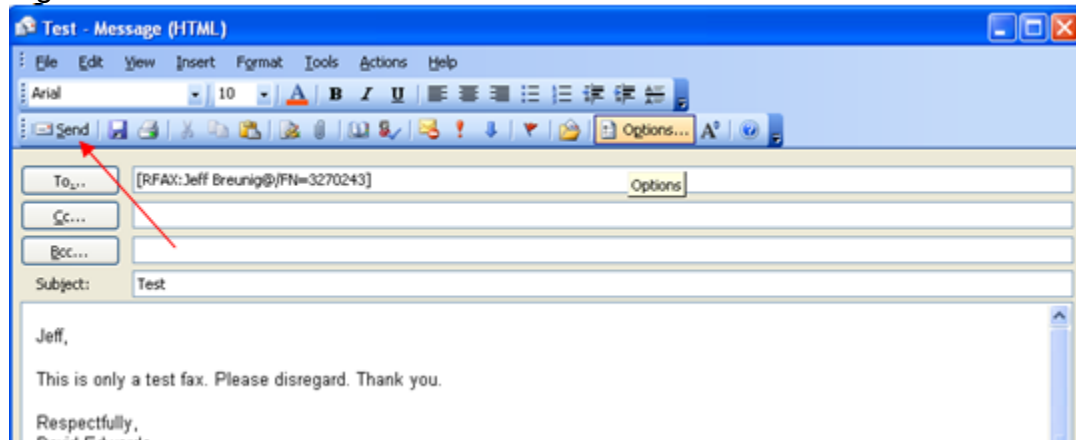 Test - Message (HTML)
File Edit View Insert Format Tools Actions Help
Arial 10 A B I U
Send Options...
To... [RFAX:Jeff Breunig@/FN=3270243]
Options
Cc...
Bcc...
Subject: Test
Jeff,
This is only a test fax. Please disregard. Thank you.
Respectfully,